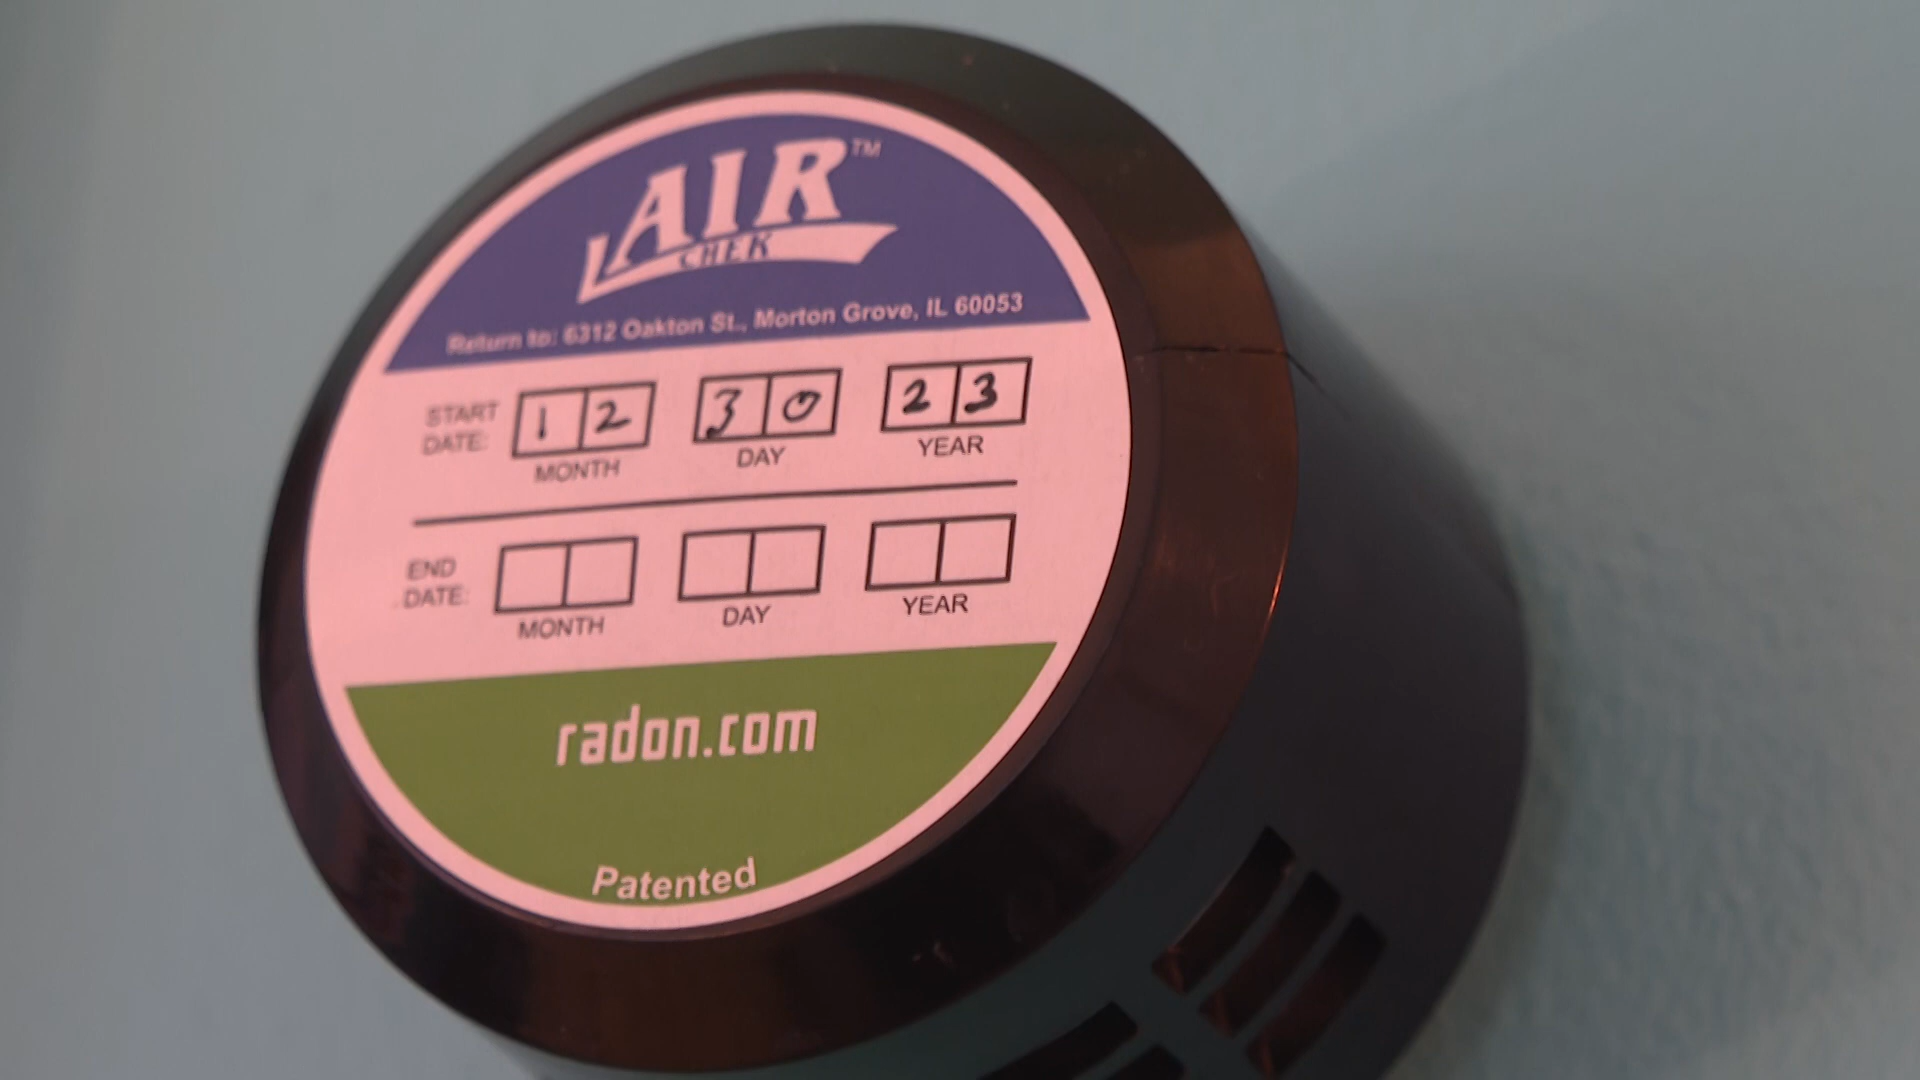 AIR™
CHEK
Return to: 6312 Oakton St., Morton Grove, IL 60053
START DATE: 12 30 23
MONTH DAY YEAR
END DATE:
MONTH DAY YEAR
radon.com
Patented